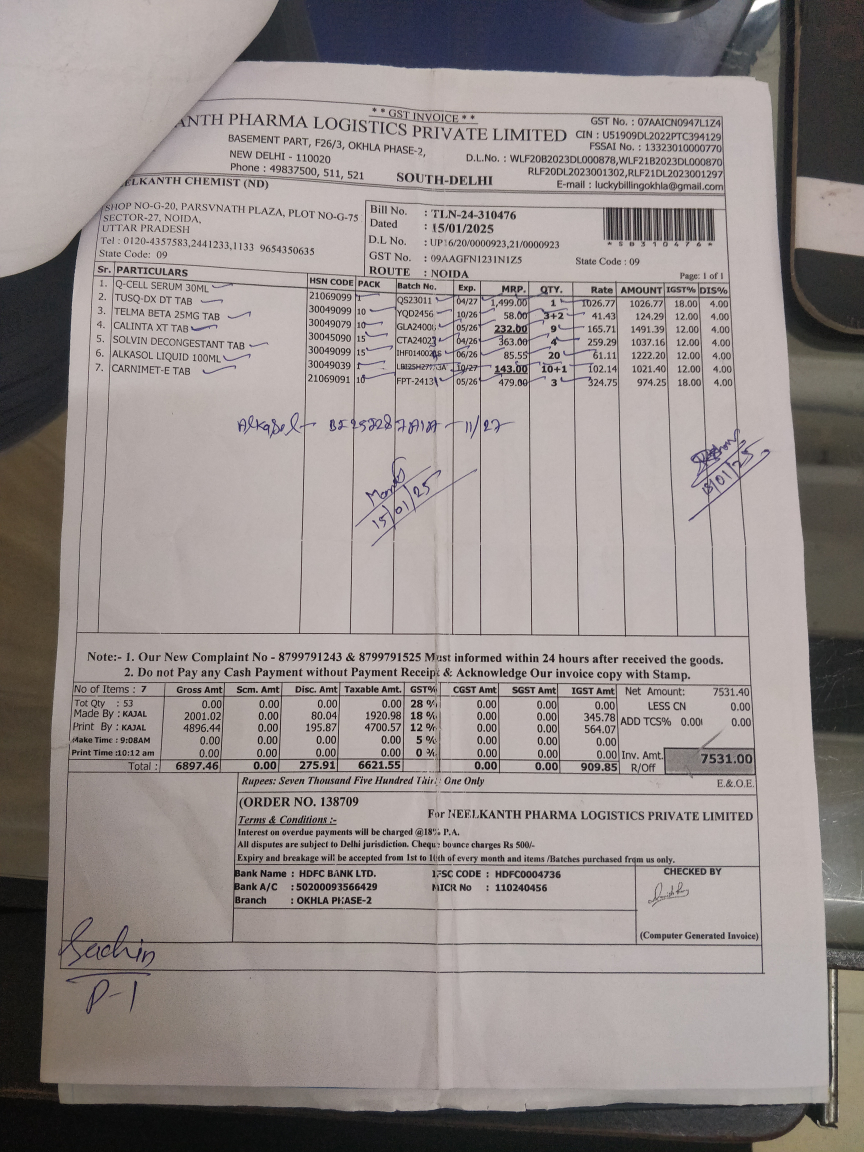 * * GST INVOICE * *
KANTH PHARMA LOGISTICS PRIVATE LIMITED
BASEMENT PART, F26/3, OKHLA PHASE-2,
NEW DELHI - 110020
Phone : 49837500, 511, 521 SOUTH-DELHI
GST No. : 07AAICN0947L1Z4
CIN : U51909DL2022PTC394129
FSSAI No. : 13323010000770
D.L.No. : WLF20B2023DL000878,WLF21B2023DL000870
RLF20DL2023001302,RLF21DL2023001297
E-mail : luckybillingokhla@gmail.com
ELKANTH CHEMIST (ND)
SHOP NO-G-20, PARSVNATH PLAZA, PLOT NO-G-75
SECTOR-27, NOIDA,
UTTAR PRADESH
Tel : 0120-4357583,2441233,1133 9654350635
State Code: 09
Bill No. : TLN-24-310476
Dated : 15/01/2025
D.L No. : UP16/20/0000923,21/0000923
GST No. : 09AAGFN1231N1Z5 State Code : 09
ROUTE : NOIDA
* 5 0 3 1 0 4 7 6 *
Page: 1 of 1
Sr. PARTICULARS HSN CODE PACK Batch No. Exp. MRP. QTY. Rate AMOUNT IGST% DIS%
1. Q-CELL SERUM 30ML 21069099 1 QS23011 04/27 1,499.00 1 1026.77 1026.77 18.00 4.00
2. TUSQ-DX DT TAB 30049099 10 YQD2456 10/26 58.00 3+2 41.43 124.29 12.00 4.00
3. TELMA BETA 25MG TAB 30049079 10 05/26 232.00 9 165.71 1491.39 12.00 4.00
4. CALINTA XT TAB 30045090 15 04/26 363.00 4 259.29 1037.16 12.00 4.00
5. SOLVIN DECONGESTANT TAB 30049099 15 06/26 85.55 20 61.11 1222.20 12.00 4.00
6. ALKASOL LIQUID 100ML 30049039 1 10/27 143.00 10+1 102.14 1021.40 12.00 4.00
7. CARNIMET-E TAB 21069091 10 05/26 479.00 3 324.75 974.25 18.00 4.00
Alkasol - 11/27
15/01/25
15/01/25
Note:- 1. Our New Complaint No - 8799791243 & 8799791525 Must informed within 24 hours after received the goods.
2. Do not Pay any Cash Payment without Payment Receipt & Acknowledge Our invoice copy with Stamp.
No of Items : 7 Gross Amt Scm. Amt Disc. Amt Taxable Amt. GST% CGST Amt SGST Amt IGST Amt Net Amount: 7531.40
Tot Qty : 53 0.00 0.00 0.00 0.00 28 % 0.00 0.00 0.00 LESS CN 0.00
Made By : KAJAL 2001.02 0.00 80.04 1920.98 18 % 0.00 0.00 345.78 ADD TCS% 0.00 0.00
Print By : KAJAL 4896.44 0.00 195.87 4700.57 12 % 0.00 0.00 564.07
Make Time : 9:08AM 0.00 0.00 0.00 0.00 5 % 0.00 0.00 0.00
Print Time :10:12 am 0.00 0.00 0.00 0.00 0 % 0.00 0.00 0.00 Inv. Amt. 7531.00
Total : 6897.46 0.00 275.91 6621.55 0.00 0.00 909.85 R/Off
Rupees: Seven Thousand Five Hundred Thirty One Only E.& O.E.
(ORDER NO. 138709
For NEELKANTH PHARMA LOGISTICS PRIVATE LIMITED
Terms & Conditions :-
Interest on overdue payments will be charged @18% P.A.
All disputes are subject to Delhi jurisdiction. Cheque bounce charges Rs 500/-
Expiry and breakage will be accepted from 1st to 10th of every month and items /Batches purchased from us only.
Bank Name : HDFC BANK LTD. IFSC CODE : HDFC0004736
Bank A/C : 50200093566429 MICR No : 110240456
Branch : OKHLA PHASE-2
CHECKED BY
(Computer Generated Invoice)
Sachin
P-1